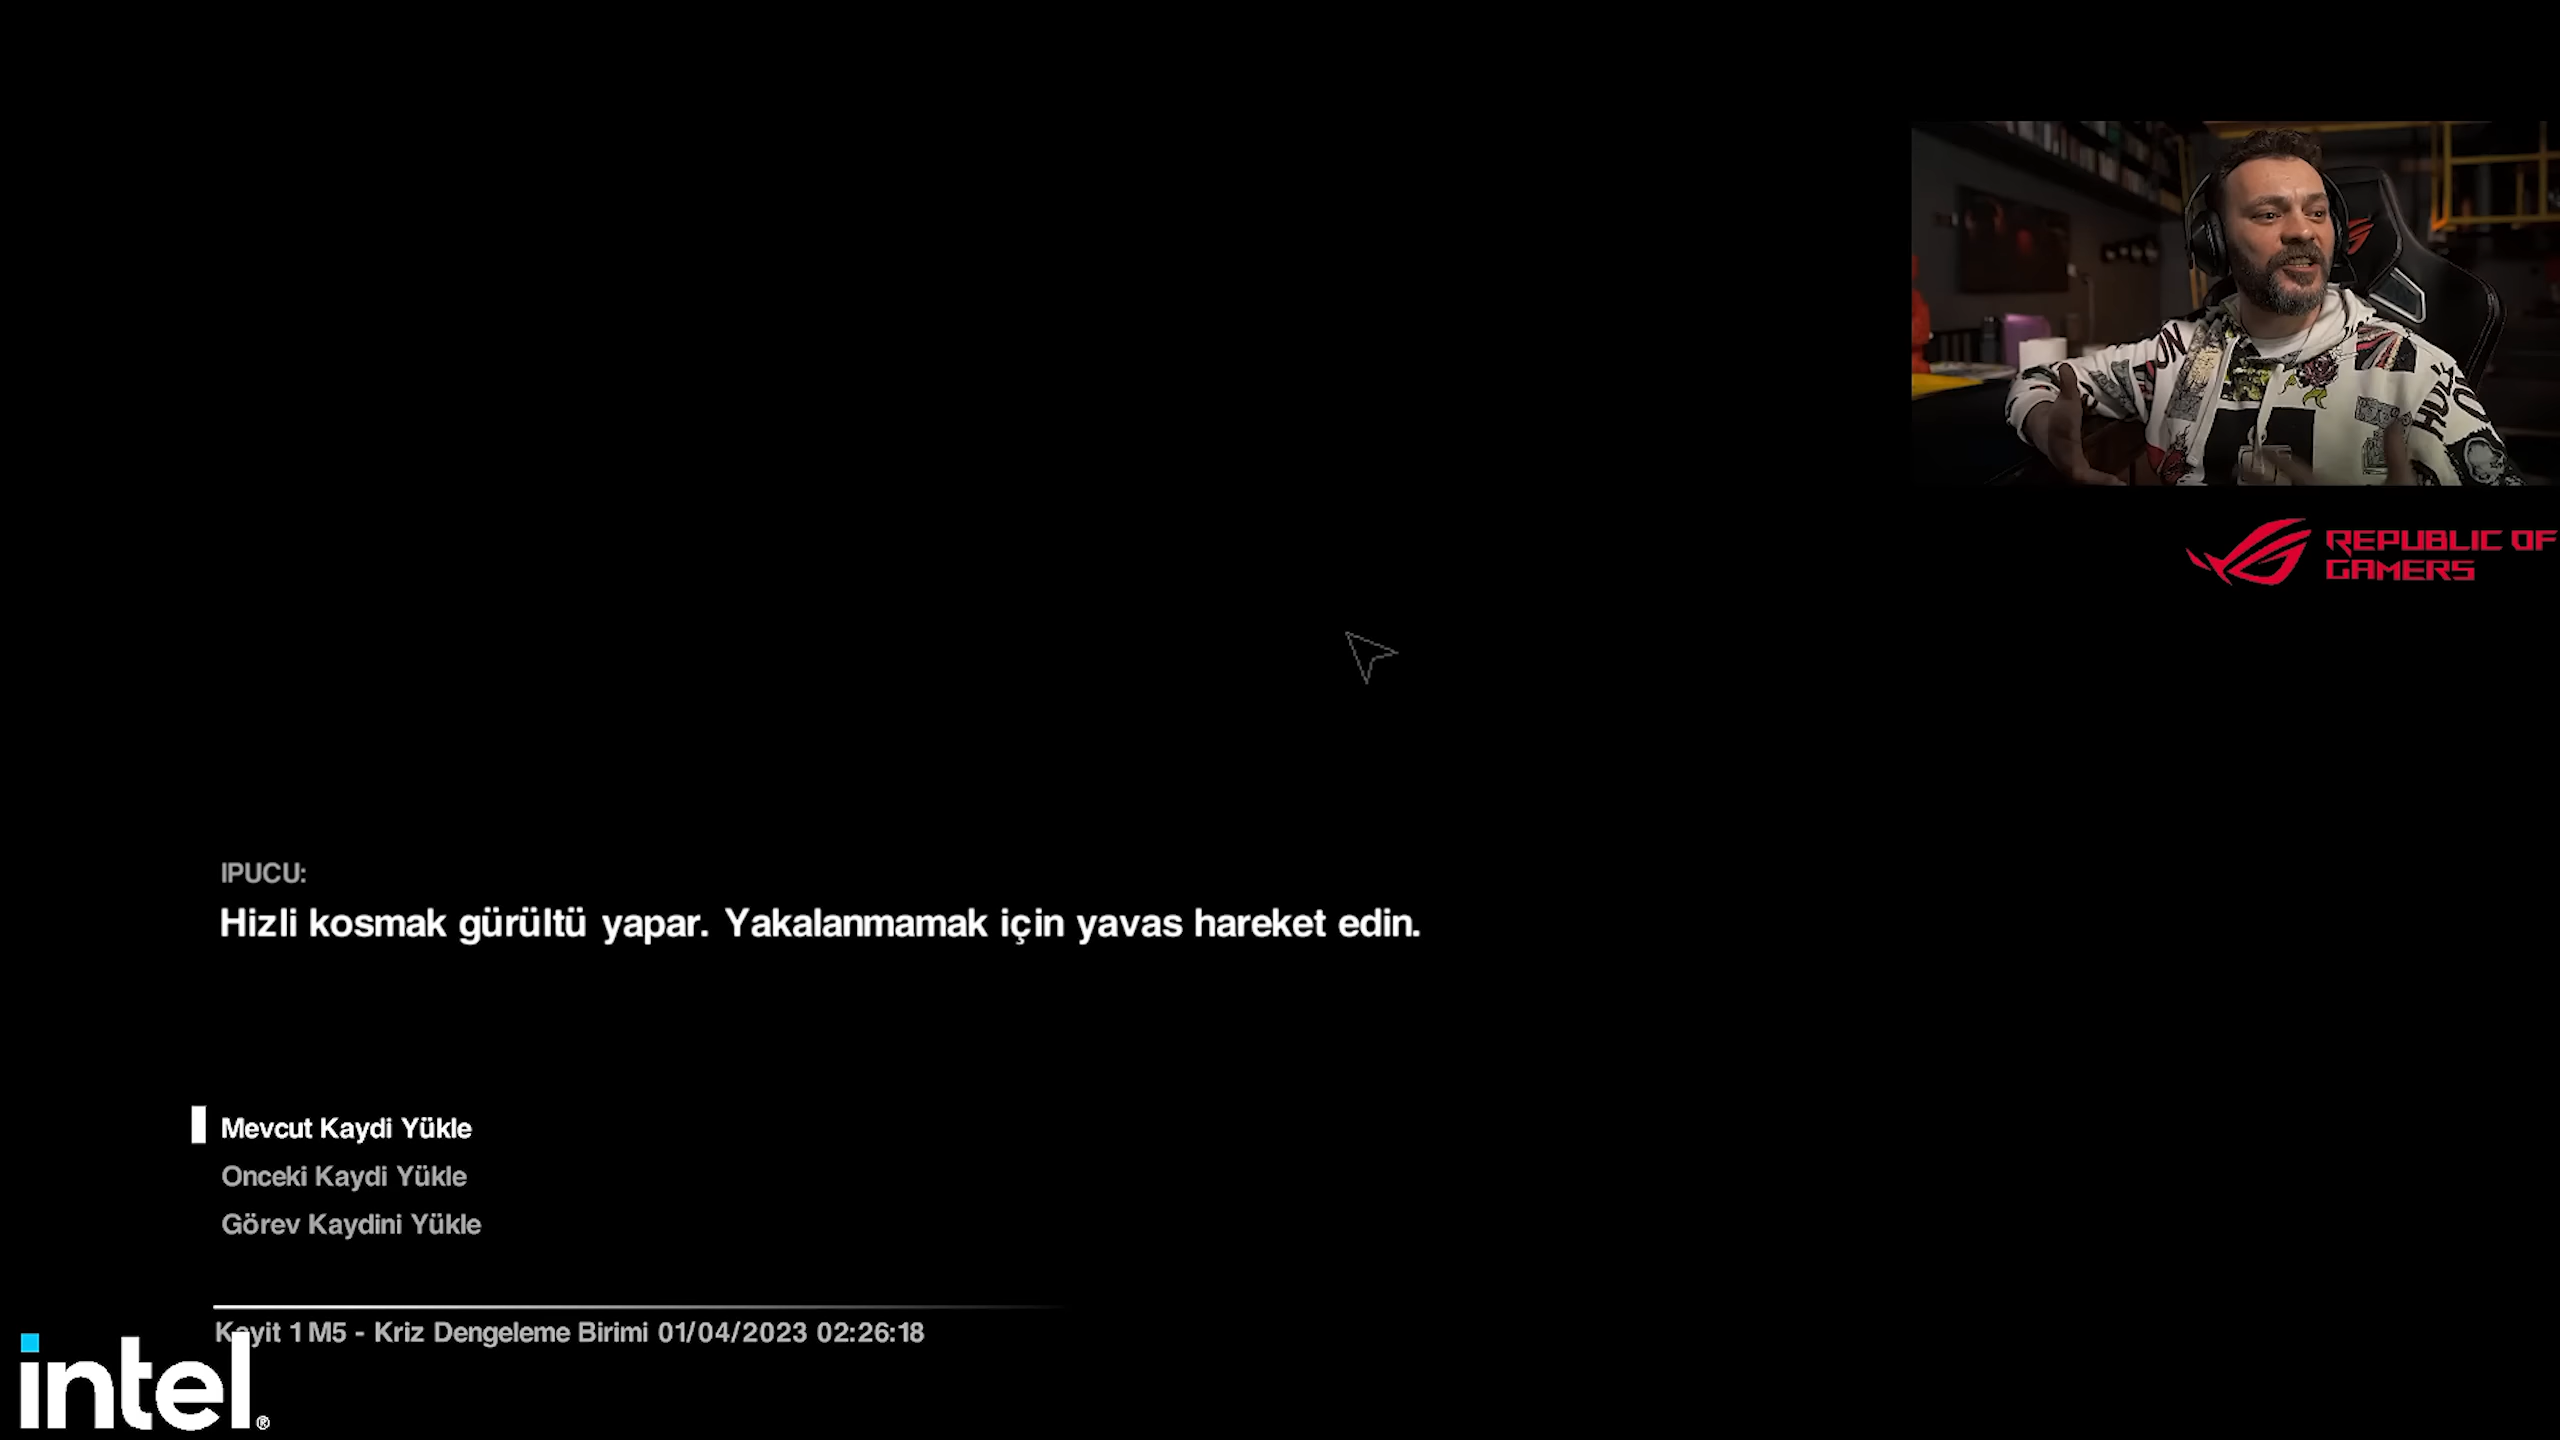 REPUBLIC OF
GAMERS
IPUCU:
Hizli kosmak gürültü yapar. Yakalanmamak için yavas hareket edin.
Mevcut Kaydi Yükle
Onceki Kaydi Yükle
Görev Kaydini Yükle
Kayit 1 M5 - Kriz Dengeleme Birimi 01/04/2023 02:26:18
intel®